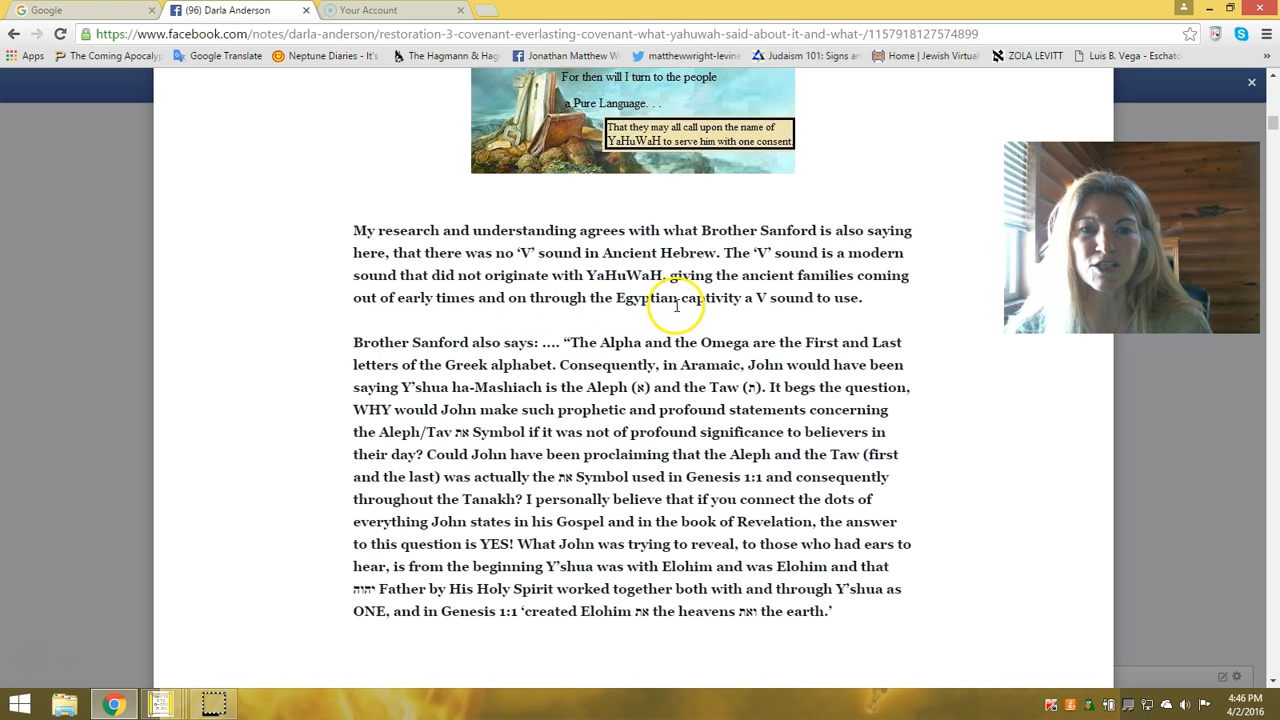 Google
(96) Darla Anderson
Your Account
https://www.facebook.com/notes/darla-anderson/restoration-3-covenant-everlasting-covenant-what-yahuwah-said-about-it-and-what-/1157918127574899
Apps
The Coming Apocalyp
Google Translate
Neptune Diaries - It's
The Hagmann & Hag
Jonathan Matthew Wr
matthewwright-livin
Judaism 101: Signs an
Home | Jewish Virtual
ZOLA LEVITT
Luis B. Vega - Eschato
For then will I turn to the people
a Pure Language. . .
That they may all call upon the name of
YaHuWaH to serve him with one consent.
My research and understanding agrees with what Brother Sanford is also saying
here, that there was no ‘V’ sound in Ancient Hebrew. The ‘V’ sound is a modern
sound that did not originate with YaHuWaH, giving the ancient families coming
out of early times and on through the Egyptian captivity a V sound to use.
Brother Sanford also says: .... “The Alpha and the Omega are the First and Last
letters of the Greek alphabet. Consequently, in Aramaic, John would have been
saying Y’shua ha-Mashiach is the Aleph (א) and the Taw (ת). It begs the question,
WHY would John make such prophetic and profound statements concerning
the Aleph/Tav את Symbol if it was not of profound significance to believers in
their day? Could John have been proclaiming that the Aleph and the Taw (first
and the last) was actually the את Symbol used in Genesis 1:1 and consequently
throughout the Tanakh? I personally believe that if you connect the dots of
everything John states in his Gospel and in the book of Revelation, the answer
to this question is YES! What John was trying to reveal, to those who had ears to
hear, is from the beginning Y’shua was with Elohim and was Elohim and that
יהוה Father by His Holy Spirit worked together both with and through Y’shua as
ONE, and in Genesis 1:1 ‘created Elohim את the heavens ואת the earth.’
4:46 PM
4/2/2016